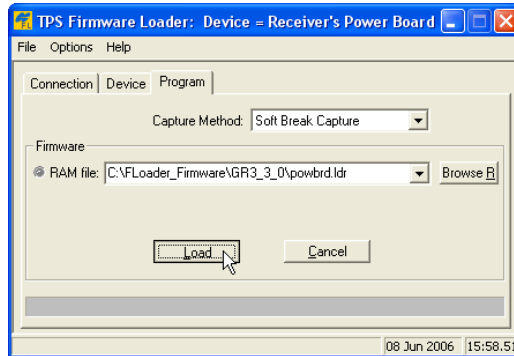 TPS Firmware Loader: Device = Receiver's Power Board
File Options Help
Connection Device Program
Capture Method: Soft Break Capture
Firmware
RAM file: C:\FLoader_Firmware\GR3_3_0\powbrd.ldr Browse R
Load Cancel
08 Jun 2006 15:58.51